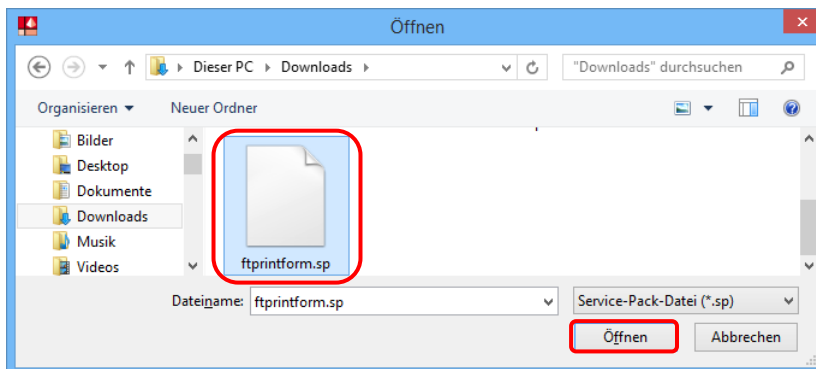 Öffnen
Dieser PC Downloads "Downloads" durchsuchen
Organisieren Neuer Ordner
Bilder
Desktop
Dokumente
Downloads
Musik
Videos
ftprintform.sp
Dateiname: ftprintform.sp Service-Pack-Datei (*.sp)
Öffnen Abbrechen